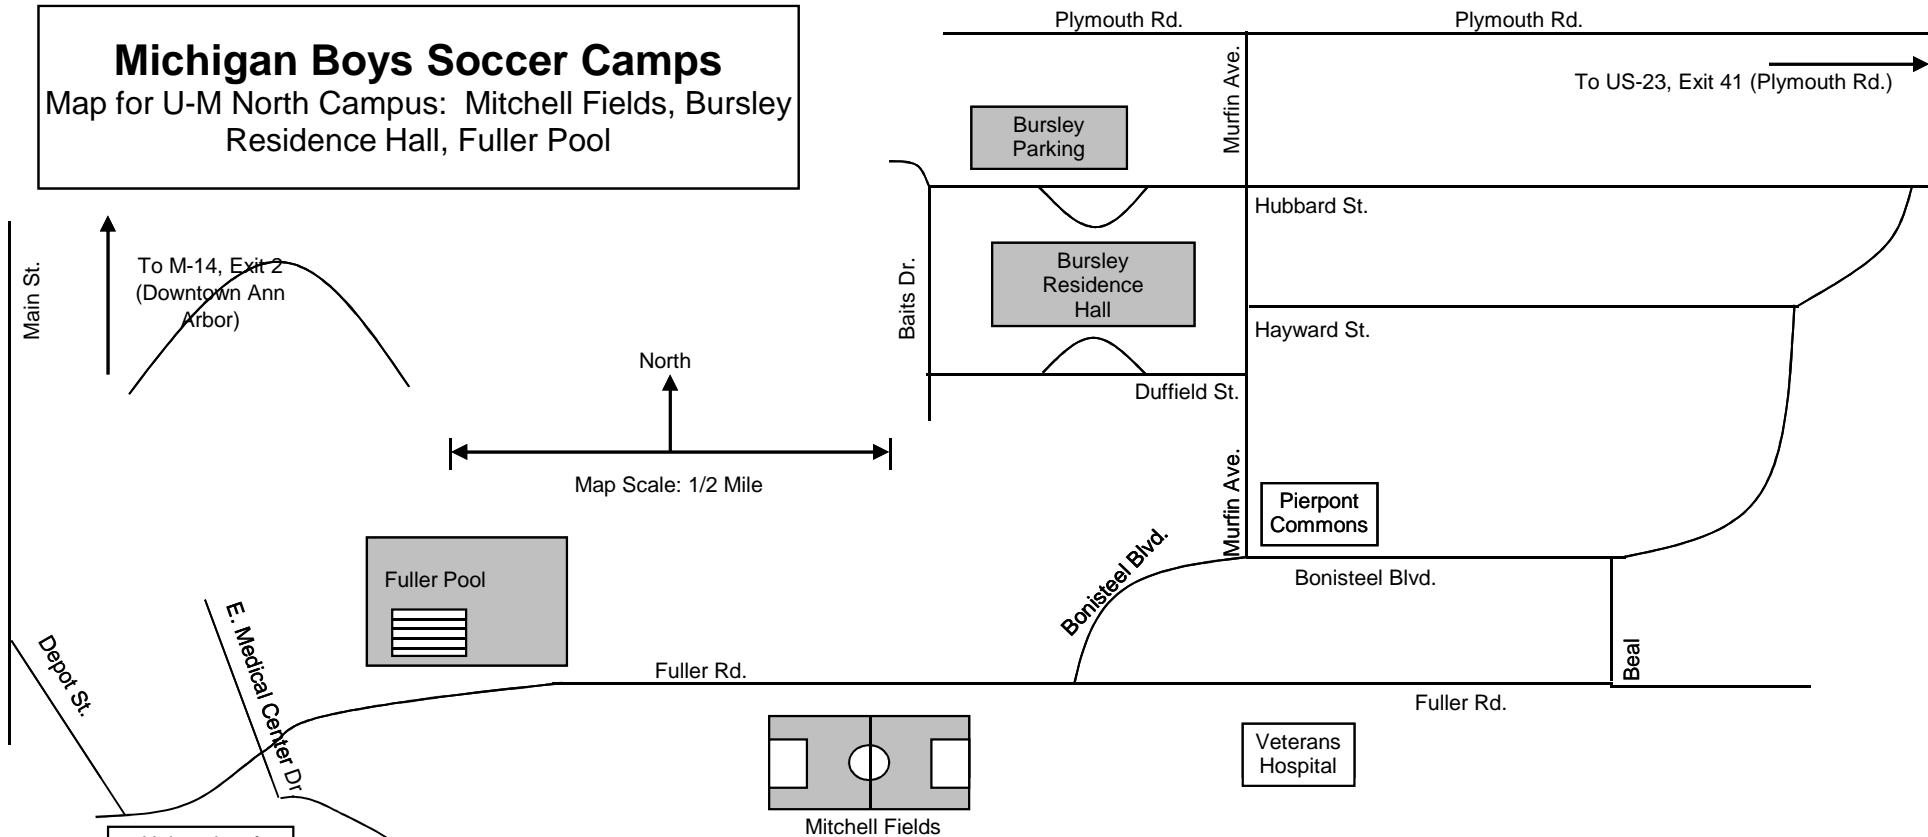 Michigan Boys Soccer Camps
Map for U-M North Campus: Mitchell Fields, Bursley
Residence Hall, Fuller Pool
Plymouth Rd.
Plymouth Rd.
To US-23, Exit 41 (Plymouth Rd.)
Murfin Ave.
Bursley
Parking
Hubbard St.
Main St.
To M-14, Exit 2
(Downtown Ann
Arbor)
Baits Dr.
Bursley
Residence
Hall
Hayward St.
North
Duffield St.
Map Scale: 1/2 Mile
Murfin Ave.
Pierpont
Commons
Bonisteel Blvd.
Bonisteel Blvd.
Fuller Pool
E. Medical Center Dr
Depot St.
Fuller Rd.
Beal
Fuller Rd.
Veterans
Hospital
Mitchell Fields